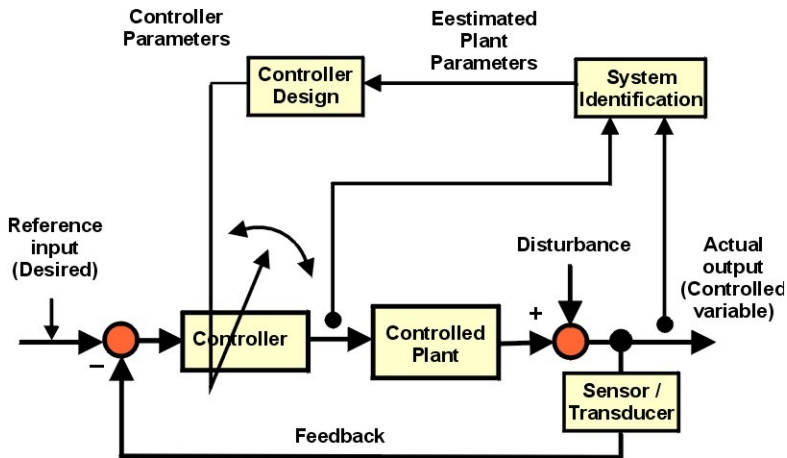 Controller
Parameters
Eestimated
Plant
Parameters
Controller
Design
System
Identification
Reference
input
(Desired)
Disturbance
Actual
output
(Controlled
variable)
+
Controller
Controlled
Plant
−
Sensor /
Transducer
Feedback